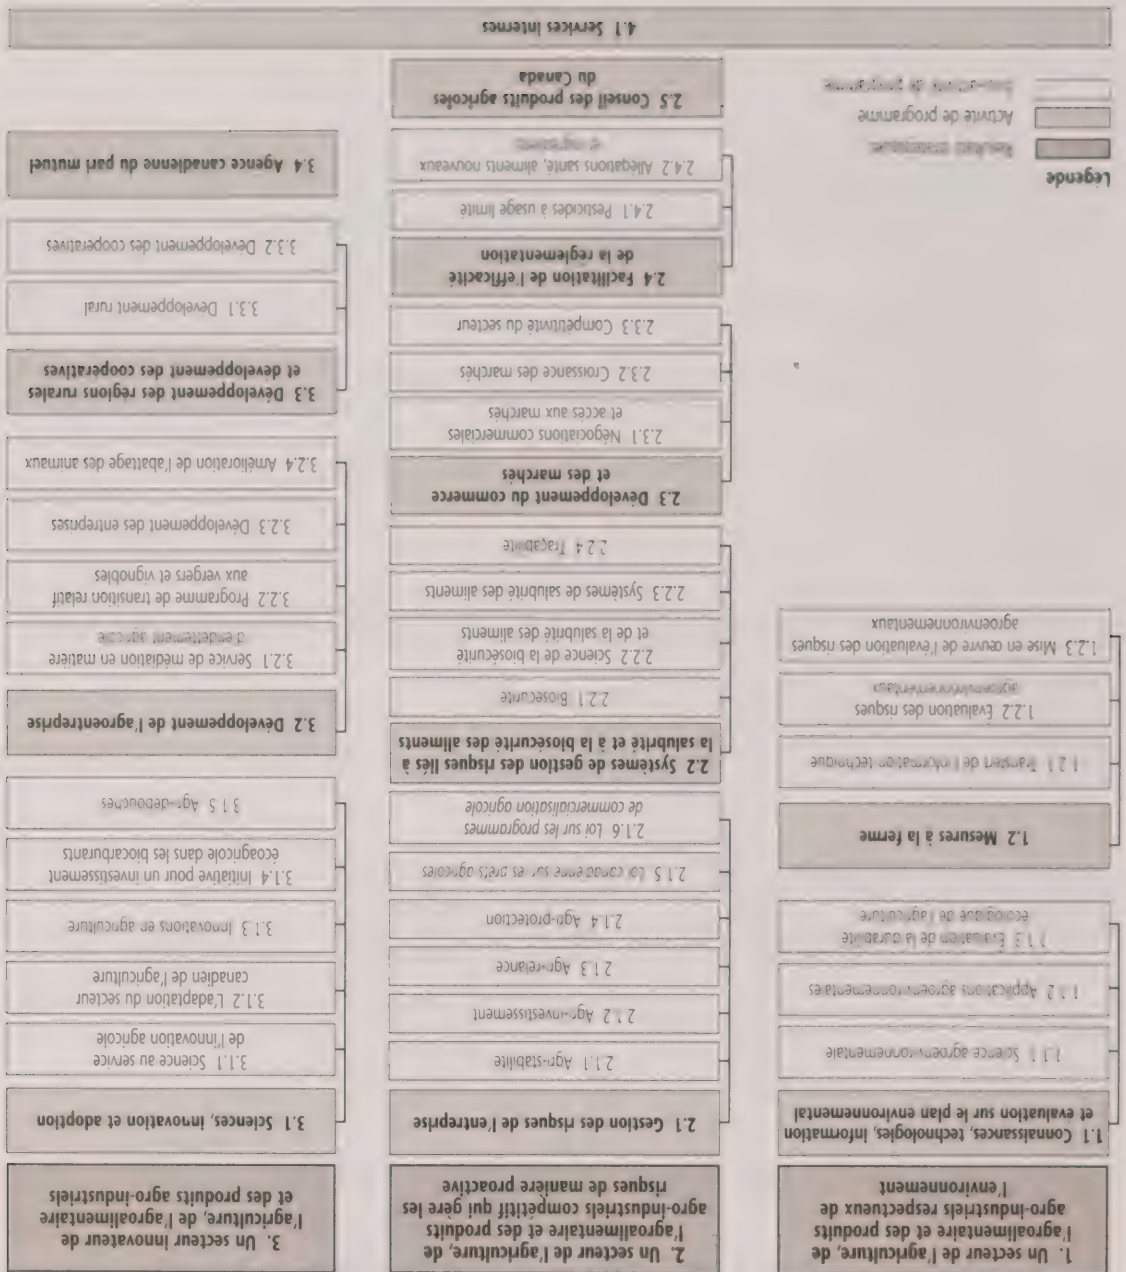 1. Un secteur de l'agriculture, de
l'agroalimentaire et des produits
agro-industriels respectueux de
l'environnement
1.1 Connaissances, technologies, information
et évaluation sur le plan environnemental
1.1.1 Science agroenvironnementale
1.1.2 Applications agroenvironnementales
1.1.3 Évaluation de la durabilité
écologique de l'agriculture
1.2 Mesures à la ferme
1.2.1 Transfert de l'information technique
1.2.2 Évaluation des risques
agroenvironnementaux
1.2.3 Mise en œuvre de l'évaluation des risques
agroenvironnementaux
2. Un secteur de l'agriculture, de
l'agroalimentaire et des produits
agro-industriels compétitif qui gère les
risques de manière proactive
2.1 Gestion des risques de l'entreprise
2.1.1 Agri-stabilité
2.1.2 Agri-investissement
2.1.3 Agri-relance
2.1.4 Agri-protection
2.1.5 Loi canadienne sur les prêts agricoles
2.1.6 Loi sur les programmes
de commercialisation agricole
2.2 Systèmes de gestion des risques liés à
la salubrité et à la biosécurité des aliments
2.2.1 Biosécurité
2.2.2 Science de la biosécurité
et de la salubrité des aliments
2.2.3 Systèmes de salubrité des aliments
2.2.4 Traçabilité
2.3 Développement du commerce
et des marchés
2.3.1 Négociations commerciales
et accès aux marchés
2.3.2 Croissance des marchés
2.3.3 Compétitivité du secteur
2.4 Facilitation de l'efficacité
de la réglementation
2.4.1 Pesticides à usage limité
2.4.2 Allégations santé, aliments nouveaux
et ingrédients
2.5 Conseil des produits agricoles
du Canada
3. Un secteur innovateur de
l'agriculture, de l'agroalimentaire
et des produits agro-industriels
3.1 Sciences, innovation et adoption
3.1.1 Science au service
de l'innovation agricole
3.1.2 L'adaptation du secteur
canadien de l'agriculture
3.1.3 Innovations en agriculture
3.1.4 Initiative pour un investissement
écoagricole dans les biocarburants
3.1.5 Agri-débouchés
3.2 Développement de l'agroentreprise
3.2.1 Service de médiation en matière
d'endettement agricole
3.2.2 Programme de transition relatif
aux vergers et vignobles
3.2.3 Développement des entreprises
3.2.4 Amélioration de l'abattage des animaux
3.3 Développement des régions rurales
et développement des coopératives
3.3.1 Développement rural
3.3.2 Développement des coopératives
3.4 Agence canadienne du pari mutuel
Légende
Résultat stratégique
Activité de programme
Sous-activité de programme
4.1 Services internes